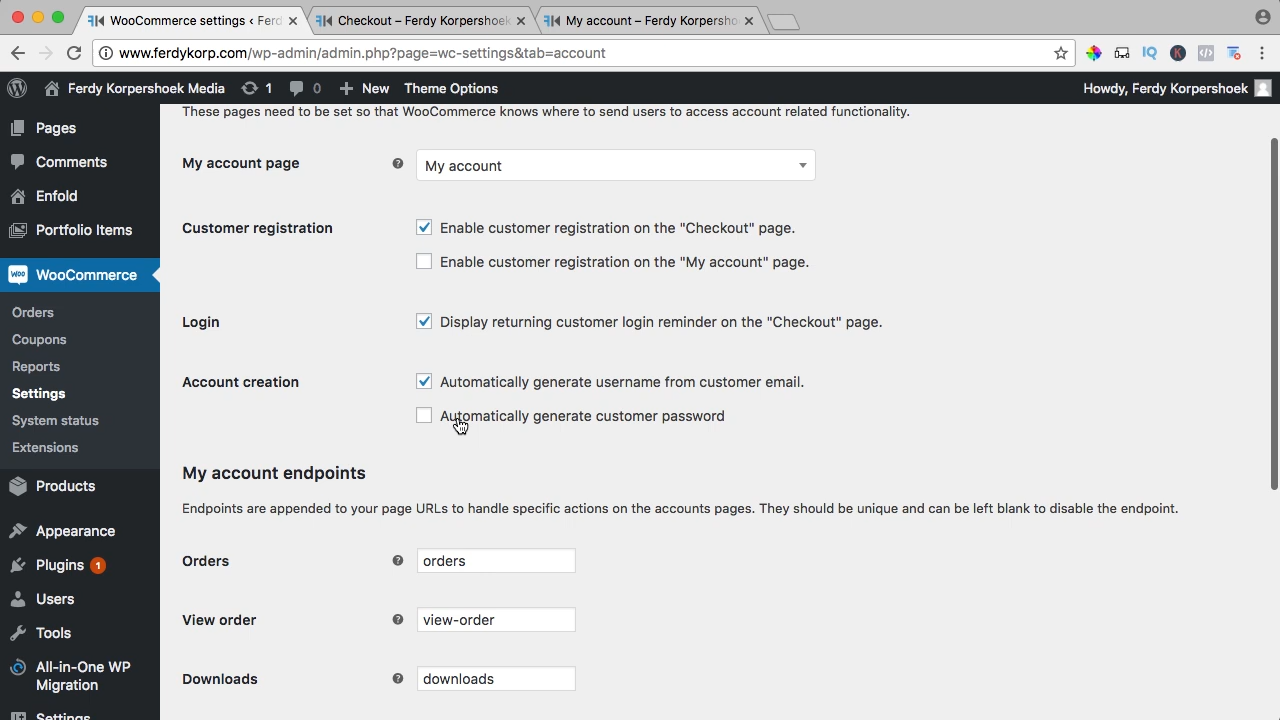 WooCommerce settings ‹ Ferd
Checkout – Ferdy Korpershoek
My account – Ferdy Korpersho
www.ferdykorp.com/wp-admin/admin.php?page=wc-settings&tab=account
Ferdy Korpershoek Media
1
0
New
Theme Options
Howdy, Ferdy Korpershoek
Pages
Comments
Enfold
Portfolio Items
Woo
WooCommerce
Orders
Coupons
Reports
Settings
System status
Extensions
Products
Appearance
Plugins 1
Users
Tools
All-in-One WP
Migration
Settings
These pages need to be set so that WooCommerce knows where to send users to access account related functionality.
My account page
My account
Customer registration
Enable customer registration on the "Checkout" page.
Enable customer registration on the "My account" page.
Login
Display returning customer login reminder on the "Checkout" page.
Account creation
Automatically generate username from customer email.
Automatically generate customer password
My account endpoints
Endpoints are appended to your page URLs to handle specific actions on the accounts pages. They should be unique and can be left blank to disable the endpoint.
Orders
orders
View order
view-order
Downloads
downloads